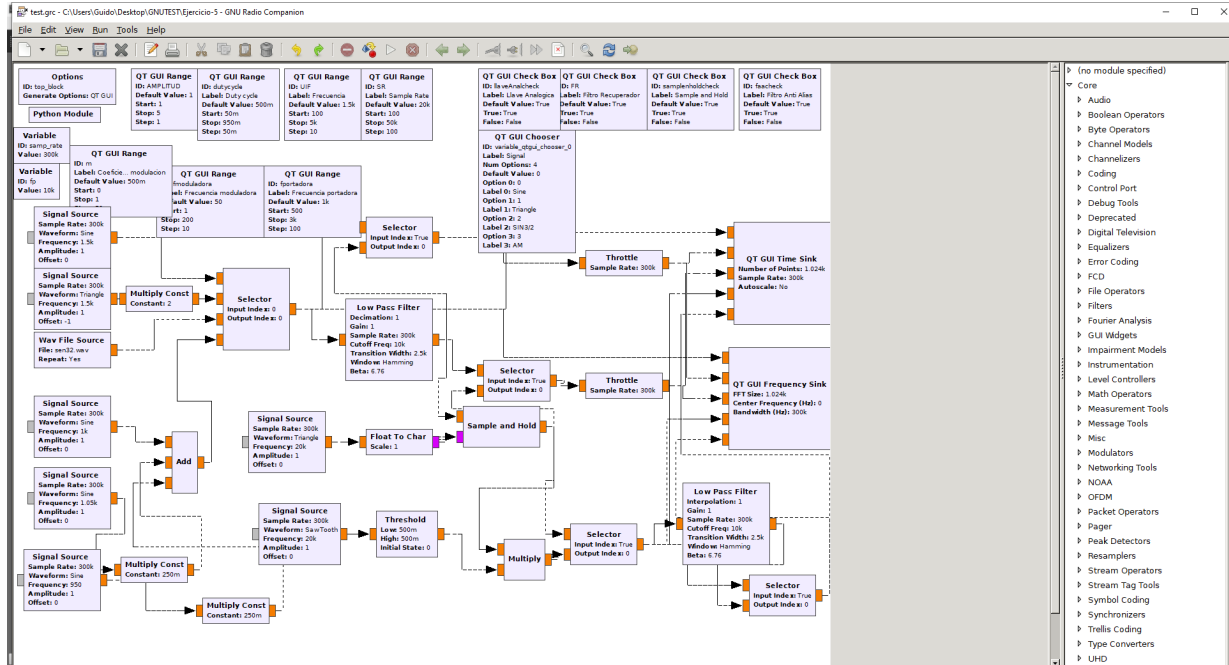 test.grc - C:\Users\Guido\Desktop\GNUTEST\Ejercicio-5 - GNU Radio Companion
File Edit View Run Tools Help
Options
ID: top_block
Generate Options: QT GUI
Python Module
Variable
ID: samp_rate
Value: 300k
Variable
ID: fp
Value: 10k
QT GUI Range
ID: AMPLITUD
Default Value: 1
Start: 1
Stop: 5
Step: 1
QT GUI Range
ID: dutycycle
Label: Duty cycle
Default Value: 500m
Start: 50m
Stop: 950m
Step: 50m
QT GUI Range
ID: UIF
Label: Frecuencia
Default Value: 1.5k
Start: 100
Stop: 5k
Step: 10
QT GUI Range
ID: SR
Label: Sample Rate
Default Value: 20k
Start: 100
Stop: 50k
Step: 100
QT GUI Check Box
ID: llaveAnalcheck
Label: Llave Analogica
Default Value: True
True: True
False: False
QT GUI Check Box
ID: FR
Label: Filtro Recuperador
Default Value: True
True: True
False: False
QT GUI Check Box
ID: samplenholdcheck
Label: Sample and Hold
Default Value: True
True: True
False: False
QT GUI Check Box
ID: faacheck
Label: Filtro Anti Alias
Default Value: True
True: True
False: False
QT GUI Range
ID: m
Label: Coeficie... modulacion
Default Value: 500m
Start: 0
Stop: 1
fmoduladora
bel: Frecuencia moduladora
Default Value: 50
Start: 1
Stop: 200
Step: 10
QT GUI Range
ID: fportadora
Label: Frecuencia portadora
Default Value: 1k
Start: 500
Stop: 3k
Step: 100
QT GUI Chooser
ID: variable_qtgui_chooser_0
Label: Signal
Num Options: 4
Default Value: 0
Option 0: 0
Label 0: Sine
Option 1: 1
Label 1: Triangle
Option 2: 2
Label 2: SIN3/2
Option 3: 3
Label 3: AM
Signal Source
Sample Rate: 300k
Waveform: Sine
Frequency: 1.5k
Amplitude: 1
Offset: 0
Signal Source
Sample Rate: 300k
Waveform: Triangle
Frequency: 1.5k
Amplitude: 1
Offset: -1
Multiply Const
Constant: 2
Wav File Source
File: sen32.wav
Repeat: Yes
Selector
Input Index: 0
Output Index: 0
Selector
Input Index: True
Output Index: 0
Low Pass Filter
Decimation: 1
Gain: 1
Sample Rate: 300k
Cutoff Freq: 10k
Transition Width: 2.5k
Window: Hamming
Beta: 6.76
Throttle
Sample Rate: 300k
QT GUI Time Sink
Number of Points: 1.024k
Sample Rate: 300k
Autoscale: No
Selector
Input Index: True
Output Index: 0
Throttle
Sample Rate: 300k
QT GUI Frequency Sink
FFT Size: 1.024k
Center Frequency (Hz): 0
Bandwidth (Hz): 300k
Signal Source
Sample Rate: 300k
Waveform: Sine
Frequency: 1k
Amplitude: 1
Offset: 0
Add
Signal Source
Sample Rate: 300k
Waveform: Triangle
Frequency: 20k
Amplitude: 1
Offset: 0
Float To Char
Scale: 1
Sample and Hold
Signal Source
Sample Rate: 300k
Waveform: Sine
Frequency: 1.05k
Amplitude: 1
Offset: 0
Signal Source
Sample Rate: 300k
Waveform: SawTooth
Frequency: 20k
Amplitude: 1
Offset: 0
Threshold
Low: 500m
High: 500m
Initial State: 0
Multiply
Selector
Input Index: True
Output Index: 0
Low Pass Filter
Interpolation: 1
Gain: 1
Sample Rate: 300k
Cutoff Freq: 10k
Transition Width: 2.5k
Window: Hamming
Beta: 6.76
Signal Source
Sample Rate: 300k
Waveform: Sine
Frequency: 950
Amplitude: 1
Offset: 0
Multiply Const
Constant: 250m
Multiply Const
Constant: 250m
Selector
Input Index: True
Output Index: 0
(no module specified)
Core
Audio
Boolean Operators
Byte Operators
Channel Models
Channelizers
Coding
Control Port
Debug Tools
Deprecated
Digital Television
Equalizers
Error Coding
FCD
File Operators
Filters
Fourier Analysis
GUI Widgets
Impairment Models
Instrumentation
Level Controllers
Math Operators
Measurement Tools
Message Tools
Misc
Modulators
Networking Tools
NOAA
OFDM
Packet Operators
Pager
Peak Detectors
Resamplers
Stream Operators
Stream Tag Tools
Symbol Coding
Synchronizers
Trellis Coding
Type Converters
UHD